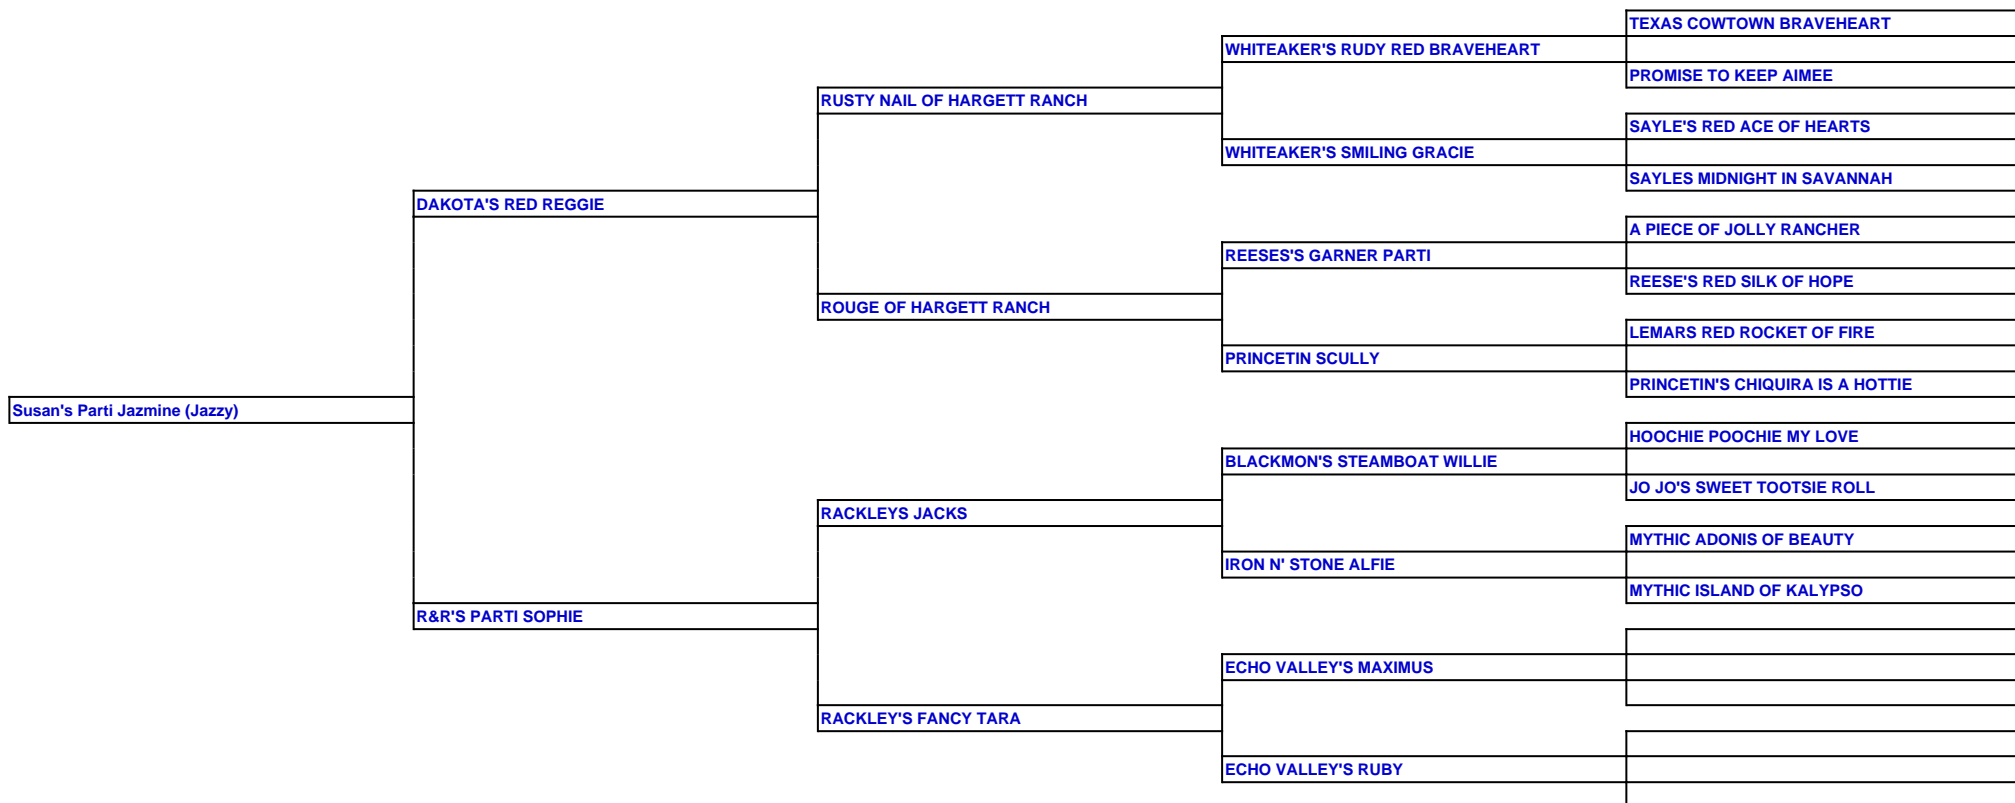 TEXAS COWTOWN BRAVEHEART
WHITEAKER'S RUDY RED BRAVEHEART
PROMISE TO KEEP AIMEE
RUSTY NAIL OF HARGETT RANCH
SAYLE'S RED ACE OF HEARTS
WHITEAKER'S SMILING GRACIE
SAYLES MIDNIGHT IN SAVANNAH
DAKOTA'S RED REGGIE
A PIECE OF JOLLY RANCHER
REESES'S GARNER PARTI
REESE'S RED SILK OF HOPE
ROUGE OF HARGETT RANCH
LEMARS RED ROCKET OF FIRE
PRINCETIN SCULLY
PRINCETIN'S CHIQUIRA IS A HOTTIE
Susan's Parti Jazmine (Jazzy)
HOOCHIE POOCHIE MY LOVE
BLACKMON'S STEAMBOAT WILLIE
JO JO'S SWEET TOOTSIE ROLL
RACKLEYS JACKS
MYTHIC ADONIS OF BEAUTY
IRON N' STONE ALFIE
MYTHIC ISLAND OF KALYPSO
R&R'S PARTI SOPHIE
ECHO VALLEY'S MAXIMUS
RACKLEY'S FANCY TARA
ECHO VALLEY'S RUBY